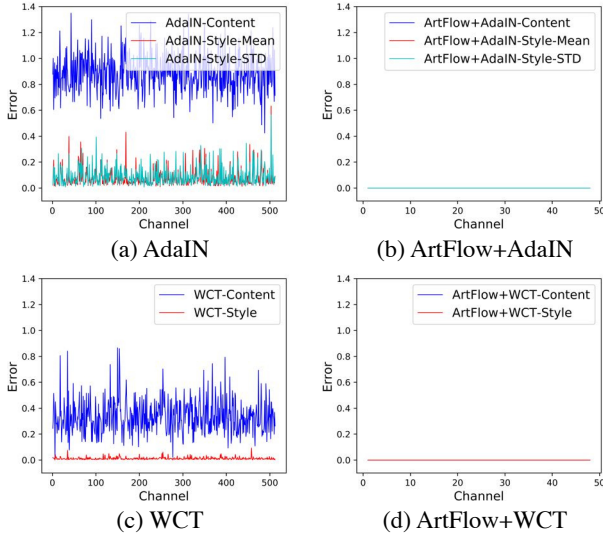 1.4
1.2
1.0
0.8
0.6
0.4
0.2
0.0
Error
AdaIN-Content
AdaIN-Style-Mean
AdaIN-Style-STD
0 100 200 300 400 500
Channel
(a) AdaIN
1.4
1.2
1.0
0.8
0.6
0.4
0.2
0.0
Error
ArtFlow+AdaIN-Content
ArtFlow+AdaIN-Style-Mean
ArtFlow+AdaIN-Style-STD
0 10 20 30 40 50
Channel
(b) ArtFlow+AdaIN
1.4
1.2
1.0
0.8
0.6
0.4
0.2
0.0
Error
WCT-Content
WCT-Style
0 100 200 300 400 500
Channel
(c) WCT
1.4
1.2
1.0
0.8
0.6
0.4
0.2
0.0
Error
ArtFlow+WCT-Content
ArtFlow+WCT-Style
0 10 20 30 40 50
Channel
(d) ArtFlow+WCT